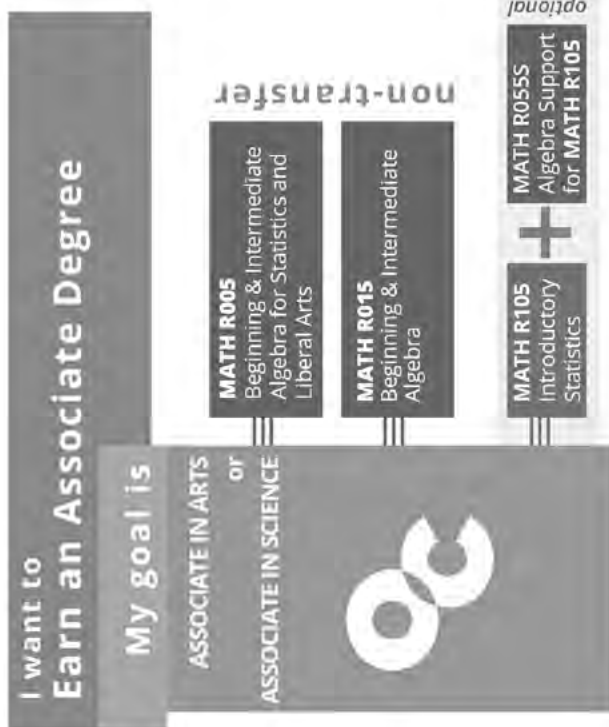 I want to
Earn an Associate Degree
My goal is
ASSOCIATE IN ARTS
or
ASSOCIATE IN SCIENCE
OC
MATH R005
Beginning & Intermediate
Algebra for Statistics and
Liberal Arts
MATH R015
Beginning & Intermediate
Algebra
non-transfer
MATH R105
Introductory
Statistics
+
MATH R055S
Algebra Support
for MATH R105
optional